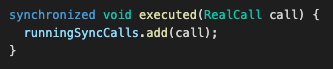 synchronized void executed(RealCall call) {
  runningSyncCalls.add(call);
}